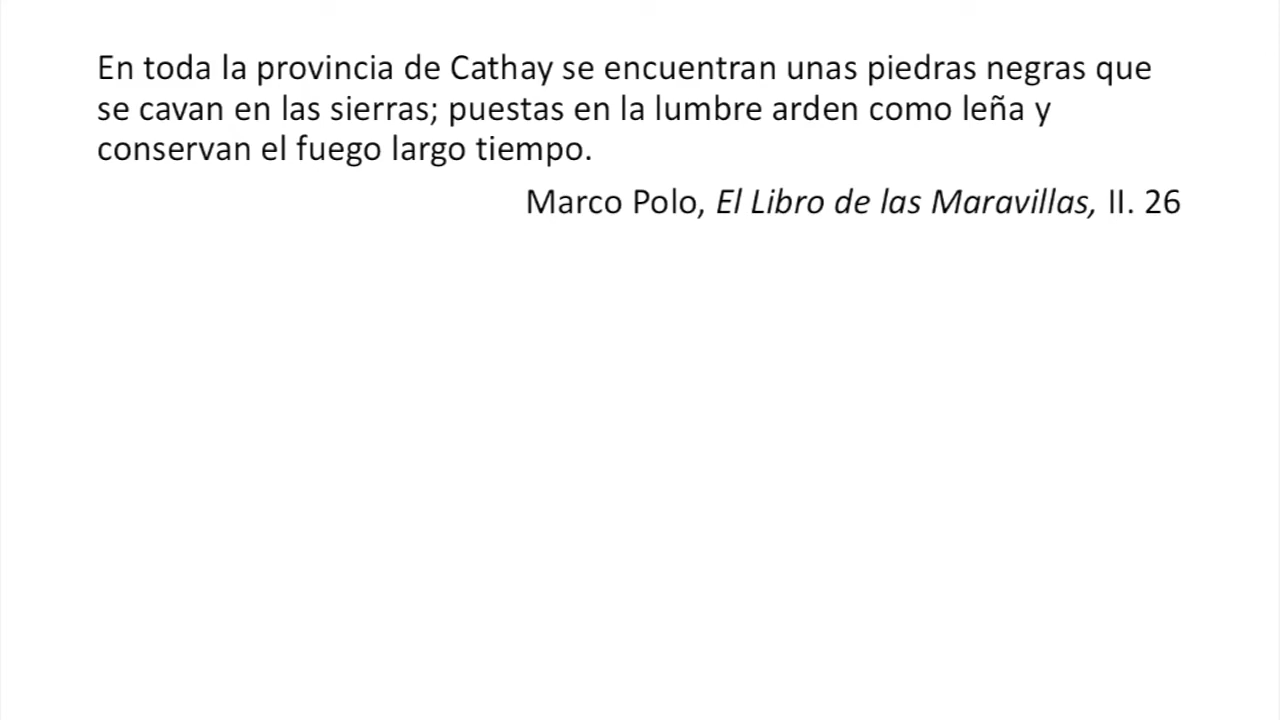 En toda la provincia de Cathay se encuentran unas piedras negras que
se cavan en las sierras; puestas en la lumbre arden como leña y
conservan el fuego largo tiempo.
Marco Polo, El Libro de las Maravillas, II. 26